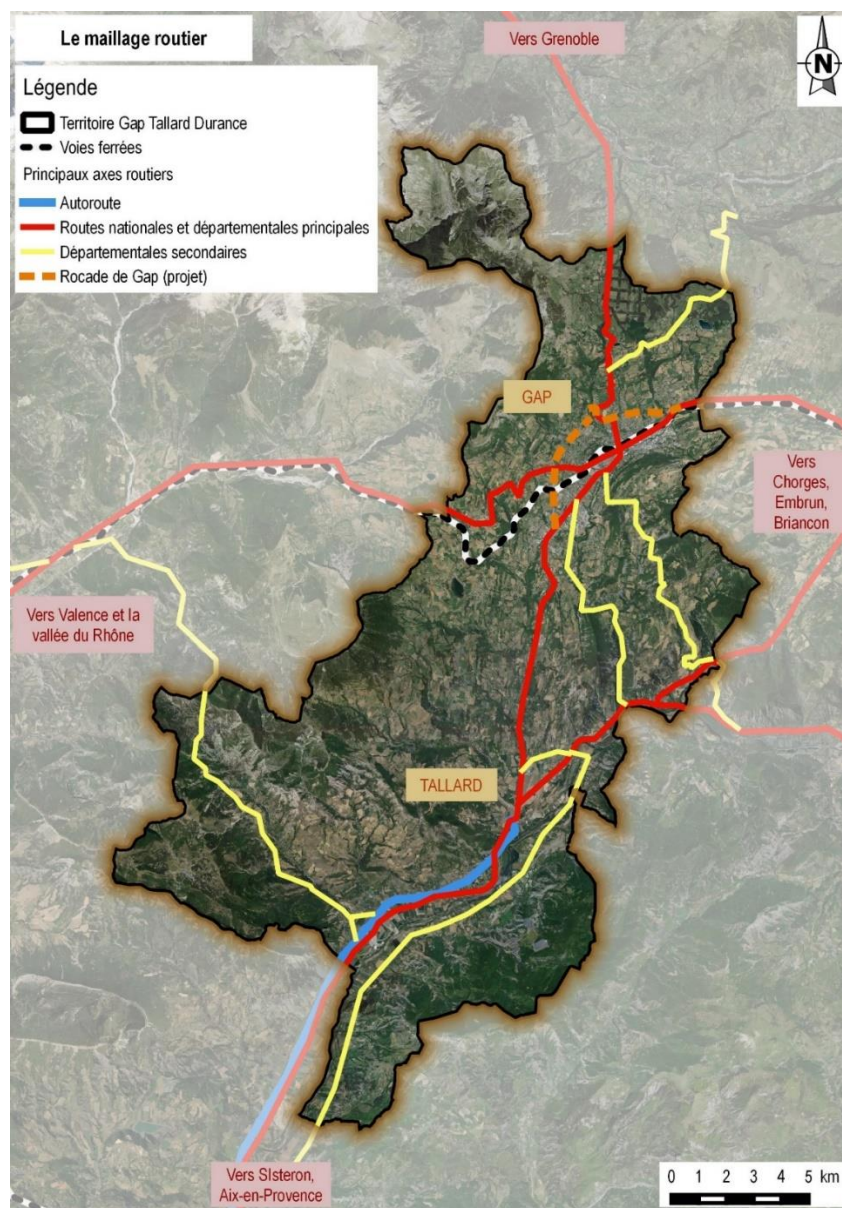 Le maillage routier
Vers Grenoble
N
Légende
Territoire Gap Tallard Durance
Voies ferrées
Principaux axes routiers
Autoroute
Routes nationales et départementales principales
Départementales secondaires
Rocade de Gap (projet)
GAP
Vers
Chorges,
Embrun,
Briancon
Vers Valence et la
vallée du Rhône
TALLARD
Vers SIsteron,
Aix-en-Provence
0 1 2 3 4 5 km